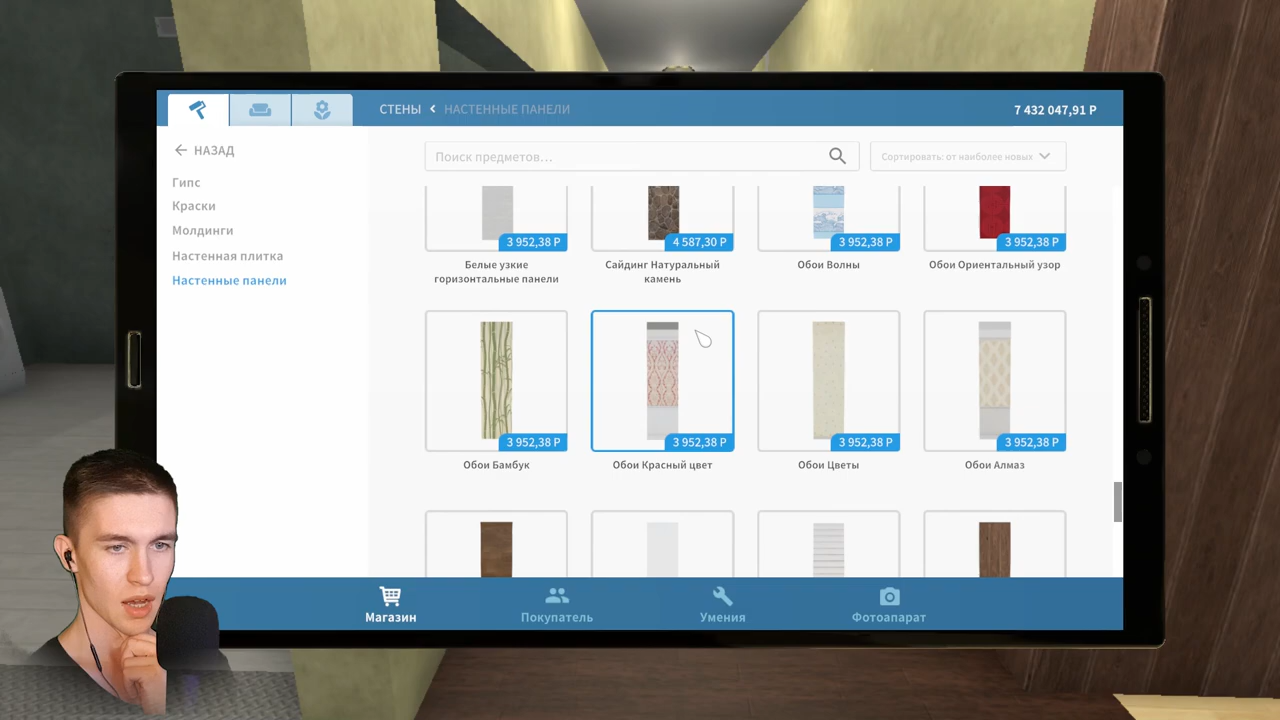 СТЕНЫ < НАСТЕННЫЕ ПАНЕЛИ
7 432 047,91 Р
НАЗАД
Поиск предметов...
Сортировать: от наиболее новых
Гипс
Краски
Молдинги
Настенная плитка
Настенные панели
3 952,38 Р
4 587,30 Р
3 952,38 Р
3 952,38 Р
Белые узкие
горизонтальные панели
Сайдинг Натуральный
камень
Обои Волны
Обои Ориентальный узор
3 952,38 Р
3 952,38 Р
3 952,38 Р
3 952,38 Р
Обои Бамбук
Обои Красный цвет
Обои Цветы
Обои Алмаз
Магазин
Покупатель
Умения
Фотоапарат